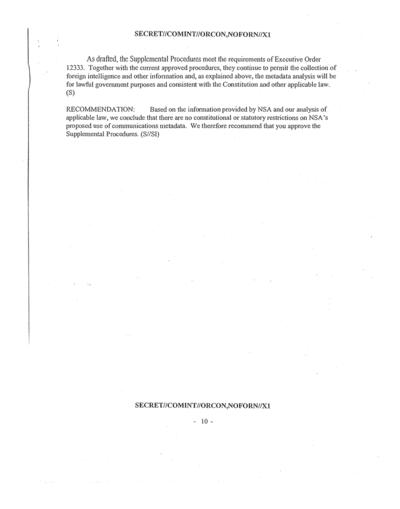 SECRET//COMINT//ORCON,NOFORN//X1
As drafted, the Supplemental Procedures meet the requirements of Executive Order
12333. Together with the current approved procedures, they continue to permit the collection of
foreign intelligence and other information and, as explained above, the metadata analysis will be
for lawful government purposes and consistent with the Constitution and other applicable law.
(S)
RECOMMENDATION: Based on the information provided by NSA and our analysis of
applicable law, we conclude that there are no constitutional or statutory restrictions on NSA's
proposed use of communications metadata. We therefore recommend that you approve the
Supplemental Procedures. (S//SI)
SECRET//COMINT//ORCON,NOFORN//X1
- 10 -